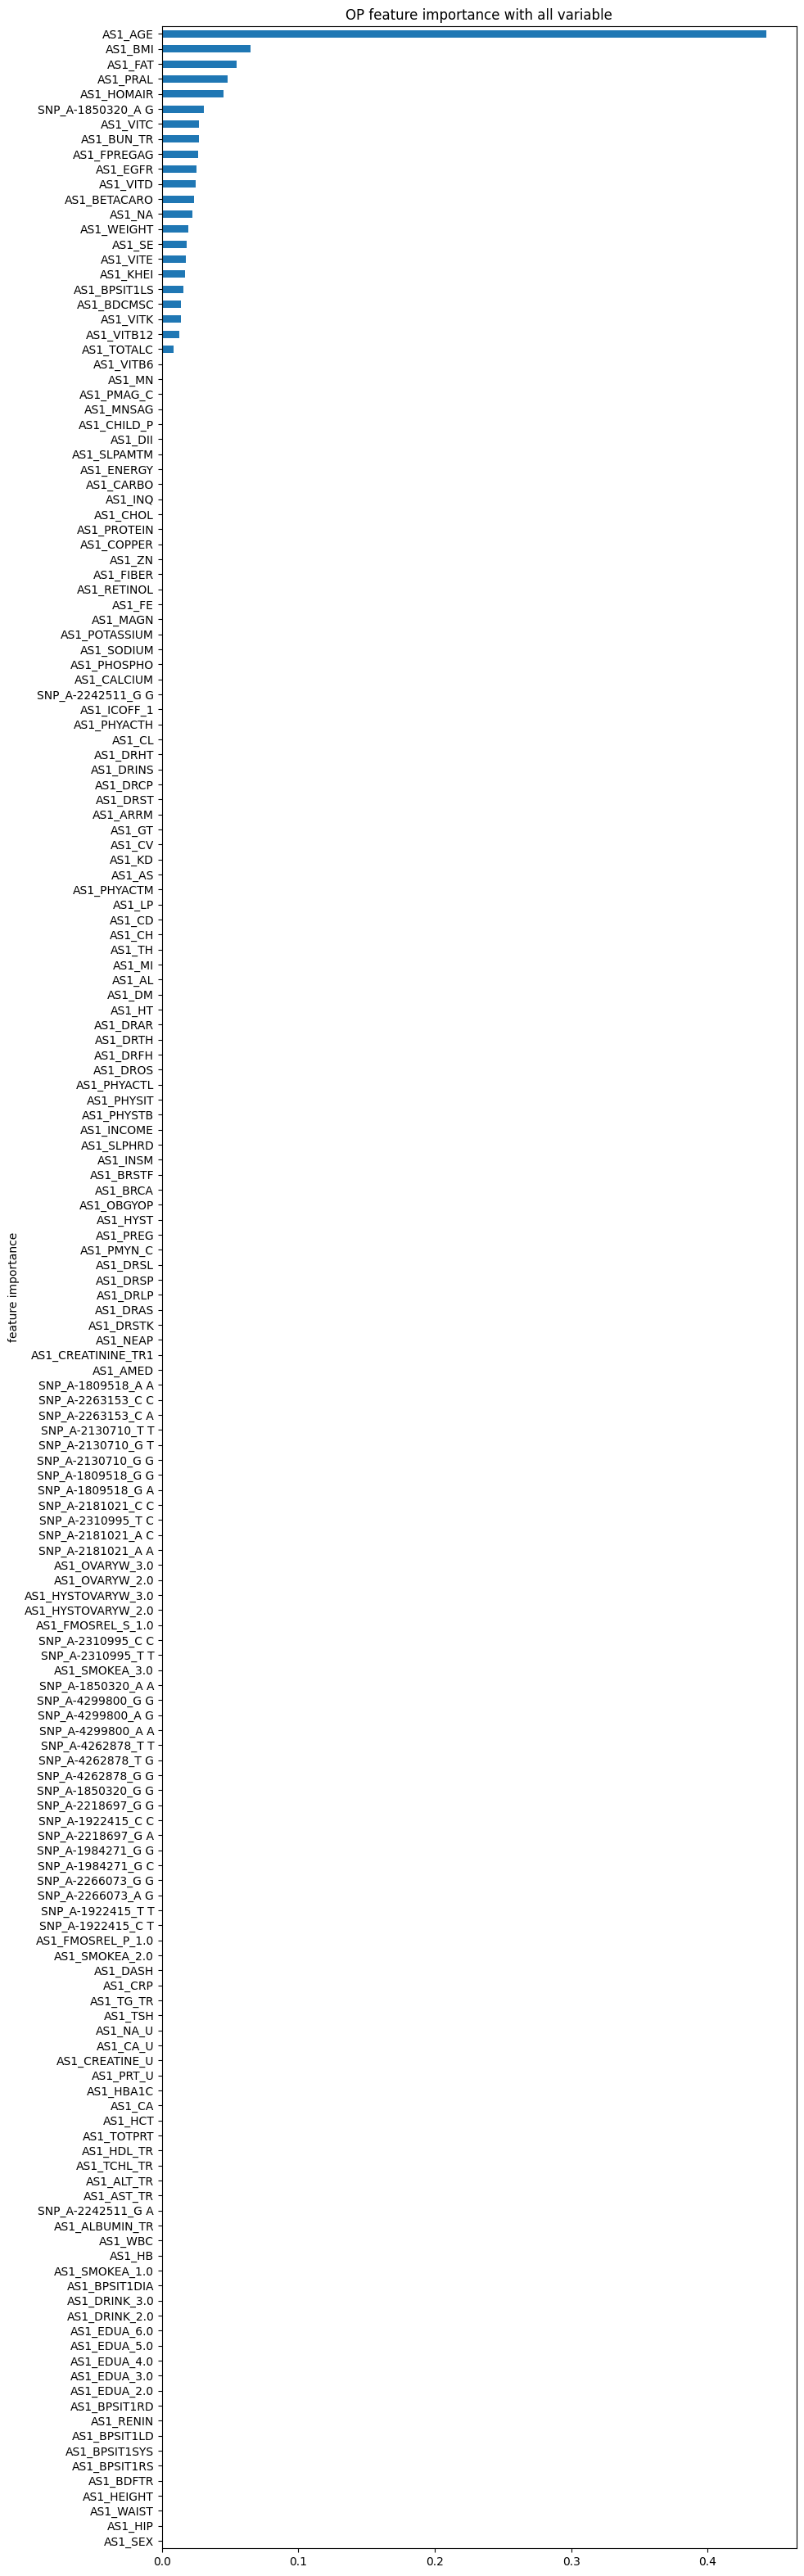 OP feature importance with all variable
AS1_AGE
AS1_BMI
AS1_FAT
AS1_PRAL
AS1_HOMAIR
SNP_A-1850320_A G
AS1_VITC
AS1_BUN_TR
AS1_FPREGAG
AS1_EGFR
AS1_VITD
AS1_BETACARO
AS1_NA
AS1_WEIGHT
AS1_SE
AS1_VITE
AS1_KHEI
AS1_BPSIT1LS
AS1_BDCMSC
AS1_VITK
AS1_VITB12
AS1_TOTALC
AS1_VITB6
AS1_MN
AS1_PMAG_C
AS1_MNSAG
AS1_CHILD_P
AS1_DII
AS1_SLPAMTM
AS1_ENERGY
AS1_CARBO
AS1_INQ
AS1_CHOL
AS1_PROTEIN
AS1_COPPER
AS1_ZN
AS1_FIBER
AS1_RETINOL
AS1_FE
AS1_MAGN
AS1_POTASSIUM
AS1_SODIUM
AS1_PHOSPHO
AS1_CALCIUM
SNP_A-2242511_G G
AS1_ICOFF_1
AS1_PHYACTH
AS1_CL
AS1_DRHT
AS1_DRINS
AS1_DRCP
AS1_DRST
AS1_ARRM
AS1_GT
AS1_CV
AS1_KD
AS1_AS
AS1_PHYACTM
AS1_LP
AS1_CD
AS1_CH
AS1_TH
AS1_MI
AS1_AL
AS1_DM
AS1_HT
AS1_DRAR
AS1_DRTH
AS1_DRFH
AS1_DROS
AS1_PHYACTL
AS1_PHYSIT
AS1_PHYSTB
AS1_INCOME
AS1_SLPHRD
AS1_INSM
AS1_BRSTF
AS1_BRCA
AS1_OBGYOP
AS1_HYST
AS1_PREG
AS1_PMYN_C
AS1_DRSL
AS1_DRSP
AS1_DRLP
AS1_DRAS
AS1_DRSTK
AS1_NEAP
AS1_CREATININE_TR1
AS1_AMED
SNP_A-1809518_A A
SNP_A-2263153_C C
SNP_A-2263153_C A
SNP_A-2130710_T T
SNP_A-2130710_G T
SNP_A-2130710_G G
SNP_A-1809518_G G
SNP_A-1809518_G A
SNP_A-2181021_C C
SNP_A-2310995_T C
SNP_A-2181021_A C
SNP_A-2181021_A A
AS1_OVARYW_3.0
AS1_OVARYW_2.0
AS1_HYSTOVARYW_3.0
AS1_HYSTOVARYW_2.0
AS1_FMOSREL_S_1.0
SNP_A-2310995_C C
SNP_A-2310995_T T
AS1_SMOKEA_3.0
SNP_A-1850320_A A
SNP_A-4299800_G G
SNP_A-4299800_A G
SNP_A-4299800_A A
SNP_A-4262878_T T
SNP_A-4262878_T G
SNP_A-4262878_G G
SNP_A-1850320_G G
SNP_A-2218697_G G
SNP_A-1922415_C C
SNP_A-2218697_G A
SNP_A-1984271_G G
SNP_A-1984271_G C
SNP_A-2266073_G G
SNP_A-2266073_A G
SNP_A-1922415_T T
SNP_A-1922415_C T
AS1_FMOSREL_P_1.0
AS1_SMOKEA_2.0
AS1_DASH
AS1_CRP
AS1_TG_TR
AS1_TSH
AS1_NA_U
AS1_CA_U
AS1_CREATINE_U
AS1_PRT_U
AS1_HBA1C
AS1_CA
AS1_HCT
AS1_TOTPRT
AS1_HDL_TR
AS1_TCHL_TR
AS1_ALT_TR
AS1_AST_TR
SNP_A-2242511_G A
AS1_ALBUMIN_TR
AS1_WBC
AS1_HB
AS1_SMOKEA_1.0
AS1_BPSIT1DIA
AS1_DRINK_3.0
AS1_DRINK_2.0
AS1_EDUA_6.0
AS1_EDUA_5.0
AS1_EDUA_4.0
AS1_EDUA_3.0
AS1_EDUA_2.0
AS1_BPSIT1RD
AS1_RENIN
AS1_BPSIT1LD
AS1_BPSIT1SYS
AS1_BPSIT1RS
AS1_BDFTR
AS1_HEIGHT
AS1_WAIST
AS1_HIP
AS1_SEX
feature importance
0.0 0.1 0.2 0.3 0.4